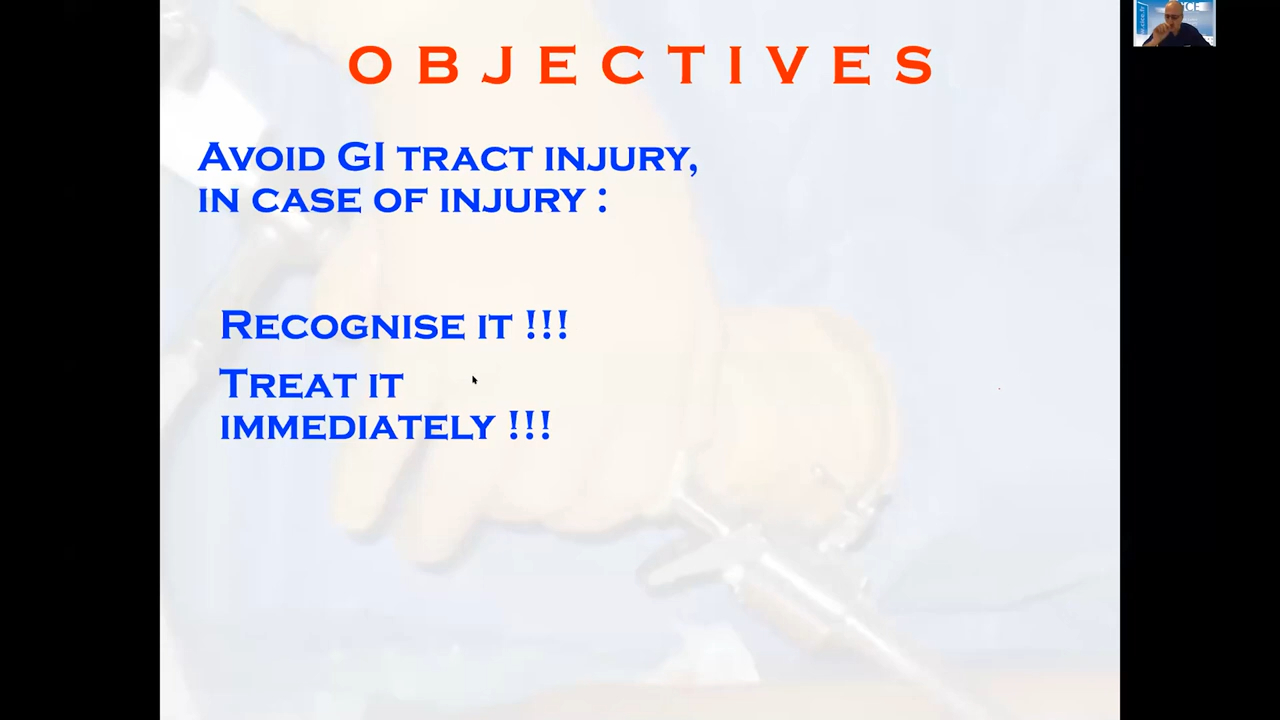 OBJECTIVES
AVOID GI TRACT INJURY,
IN CASE OF INJURY :
RECOGNISE IT !!!
TREAT IT
IMMEDIATELY !!!